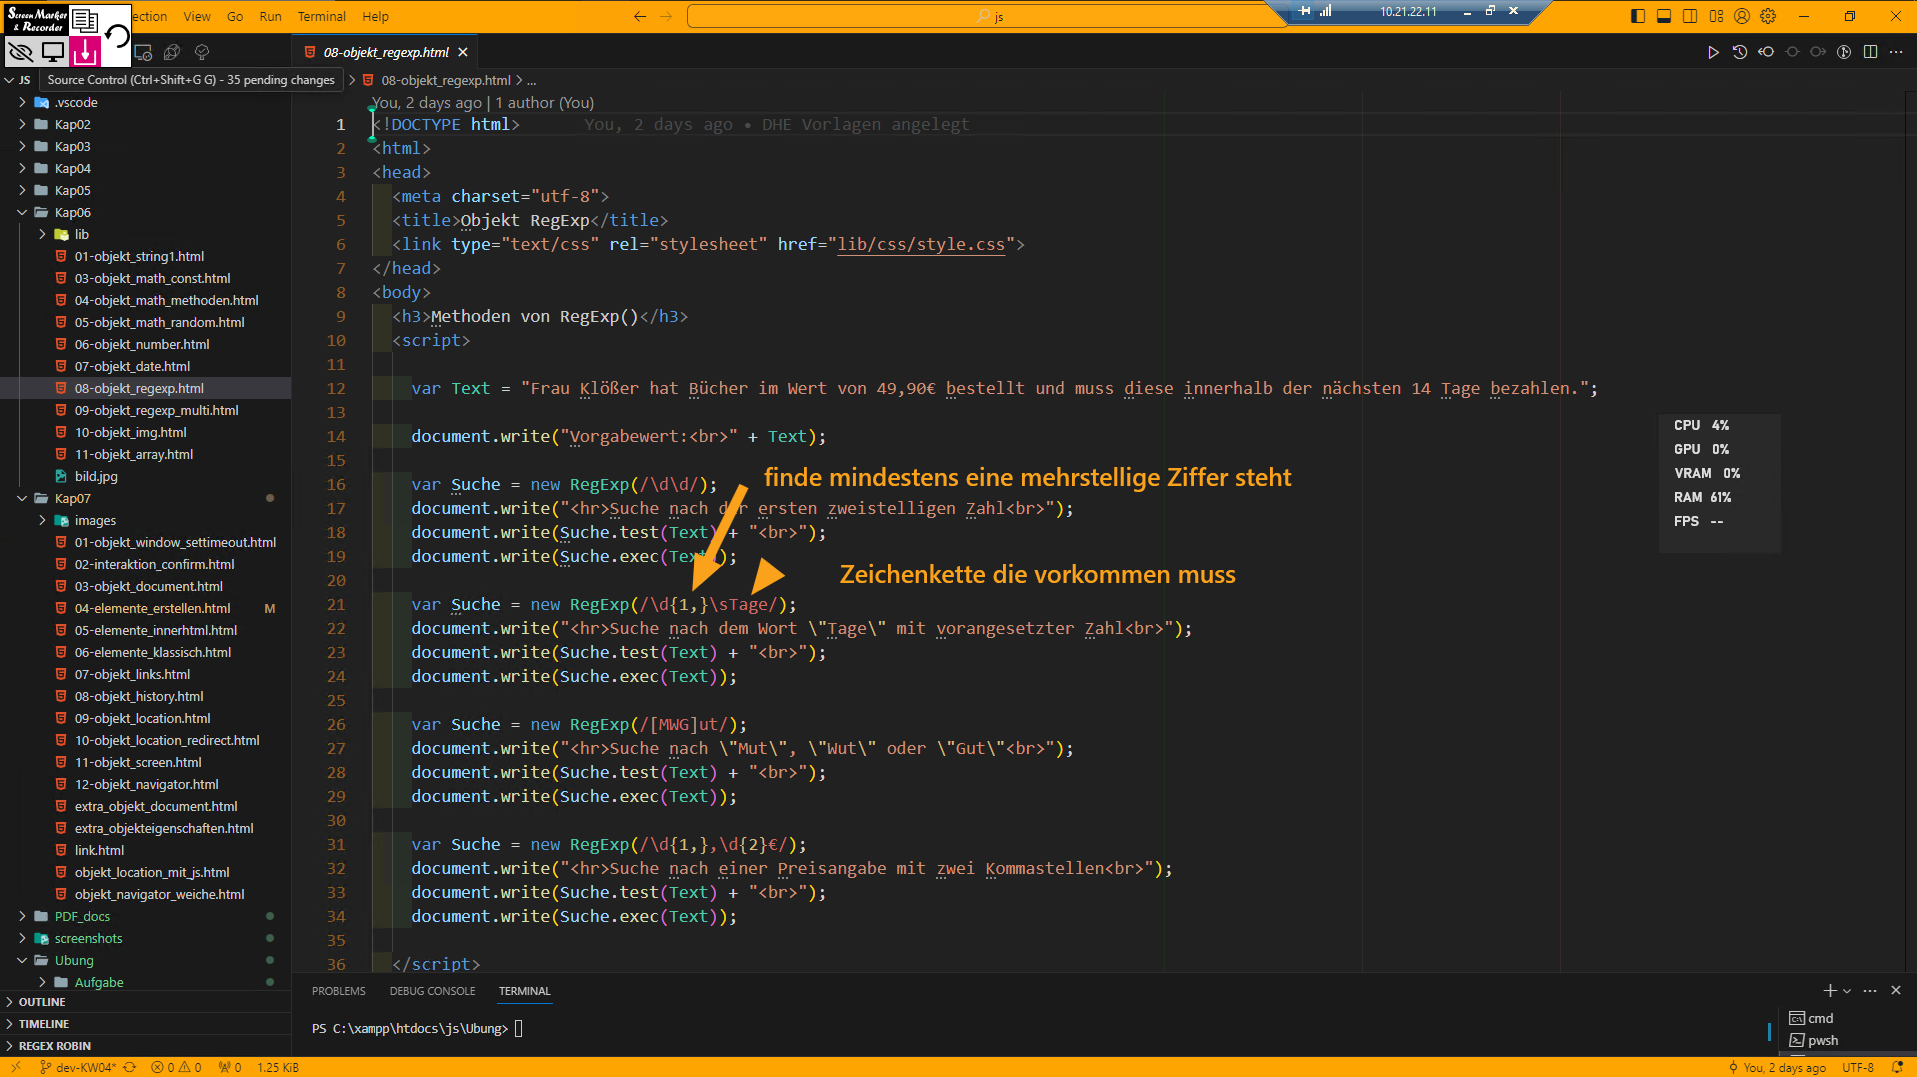 Screen Marker
& Recorder
ection View Go Run Terminal Help
js
10.21.22.11
08-objekt_regexp.html
JS
Source Control (Ctrl+Shift+G G) - 35 pending changes
08-objekt_regexp.html > ...
.vscode
Kap02
Kap03
Kap04
Kap05
Kap06
lib
01-objekt_string1.html
03-objekt_math_const.html
04-objekt_math_methoden.html
05-objekt_math_random.html
06-objekt_number.html
07-objekt_date.html
08-objekt_regexp.html
09-objekt_regexp_multi.html
10-objekt_img.html
11-objekt_array.html
bild.jpg
Kap07
images
01-objekt_window_settimeout.html
02-interaktion_confirm.html
03-objekt_document.html
04-elemente_erstellen.html M
05-elemente_innerhtml.html
06-elemente_klassisch.html
07-objekt_links.html
08-objekt_history.html
09-objekt_location.html
10-objekt_location_redirect.html
11-objekt_screen.html
12-objekt_navigator.html
extra_objekt_document.html
extra_objekteigenschaften.html
link.html
objekt_location_mit_js.html
objekt_navigator_weiche.html
PDF_docs
screenshots
Ubung
Aufgabe
OUTLINE
TIMELINE
REGEX ROBIN
You, 2 days ago | 1 author (You)
1 <!DOCTYPE html> You, 2 days ago • DHE Vorlagen angelegt
2 <html>
3 <head>
4 <meta charset="utf-8">
5 <title>Objekt RegExp</title>
6 <link type="text/css" rel="stylesheet" href="lib/css/style.css">
7 </head>
8 <body>
9 <h3>Methoden von RegExp()</h3>
10 <script>
11
12 var Text = "Frau Klößer hat Bücher im Wert von 49,90€ bestellt und muss diese innerhalb der nächsten 14 Tage bezahlen.";
13
14 document.write("Vorgabewert:<br>" + Text);
15
finde mindestens eine mehrstellige Ziffer steht
16 var Suche = new RegExp(/\d\d/);
17 document.write("<hr>Suche nach der ersten zweistelligen Zahl<br>");
18 document.write(Suche.test(Text) + "<br>");
19 document.write(Suche.exec(Text));
20
Zeichenkette die vorkommen muss
21 var Suche = new RegExp(/\d{1,}\sTage/);
22 document.write("<hr>Suche nach dem Wort \"Tage\" mit vorangesetzter Zahl<br>");
23 document.write(Suche.test(Text) + "<br>");
24 document.write(Suche.exec(Text));
25
26 var Suche = new RegExp(/[MWG]ut/);
27 document.write("<hr>Suche nach \"Mut\", \"Wut\" oder \"Gut\"<br>");
28 document.write(Suche.test(Text) + "<br>");
29 document.write(Suche.exec(Text));
30
31 var Suche = new RegExp(/\d{1,},\d{2}€/);
32 document.write("<hr>Suche nach einer Preisangabe mit zwei Kommastellen<br>");
33 document.write(Suche.test(Text) + "<br>");
34 document.write(Suche.exec(Text));
35
36 </script>
CPU 4%
GPU 0%
VRAM 0%
RAM 61%
FPS --
PROBLEMS DEBUG CONSOLE TERMINAL
PS C:\xampp\htdocs\js\Ubung>
cmd
pwsh
dev-KW04* 0 0 0 1.25 KiB
You, 2 days ago UTF-8